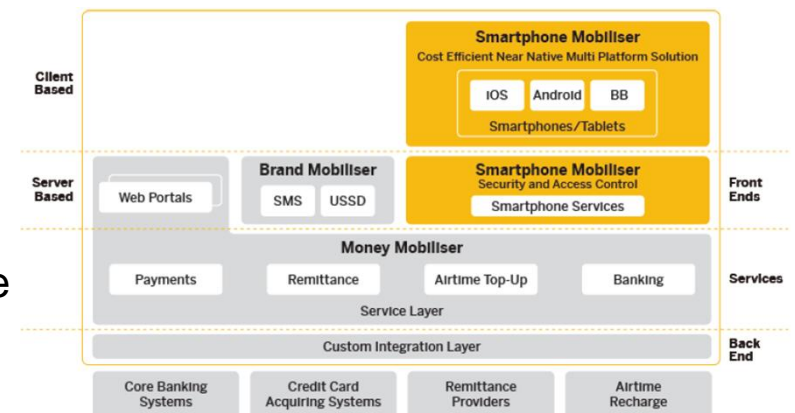 Smartphone Mobiliser
Cost Efficient Near Native Multi Platform Solution
Client
Based
iOS
Android
BB
Smartphones/Tablets
Server
Based
Web Portals
Brand Mobiliser
SMS
USSD
Smartphone Mobiliser
Security and Access Control
Smartphone Services
Front
Ends
Money Mobiliser
e
Payments
Remittance
Airtime Top-Up
Banking
Services
Service Layer
Custom Integration Layer
Back
End
Core Banking
Systems
Credit Card
Acquiring Systems
Remittance
Providers
Airtime
Recharge